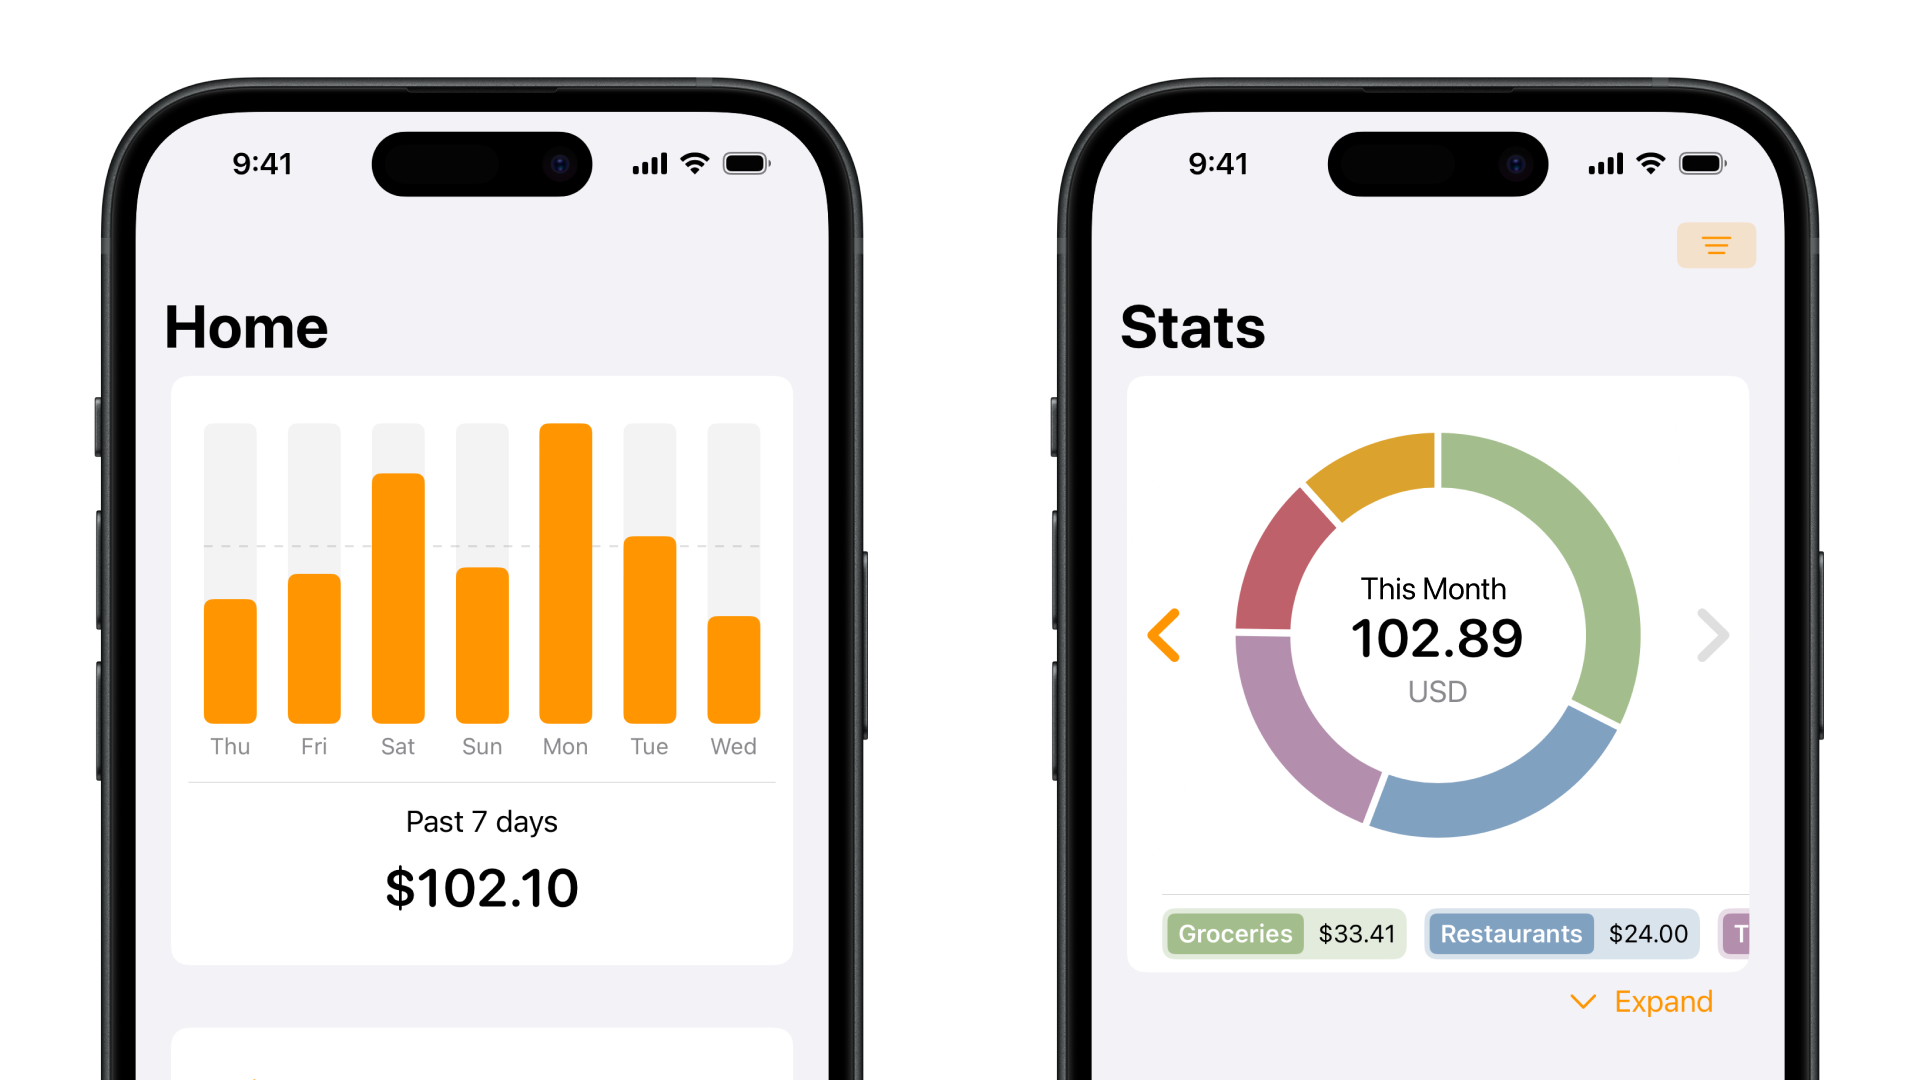 9:41
Home
Thu Fri Sat Sun Mon Tue Wed
Past 7 days
$102.10
9:41
Stats
This Month
102.89
USD
Groceries $33.41 Restaurants $24.00 T
Expand